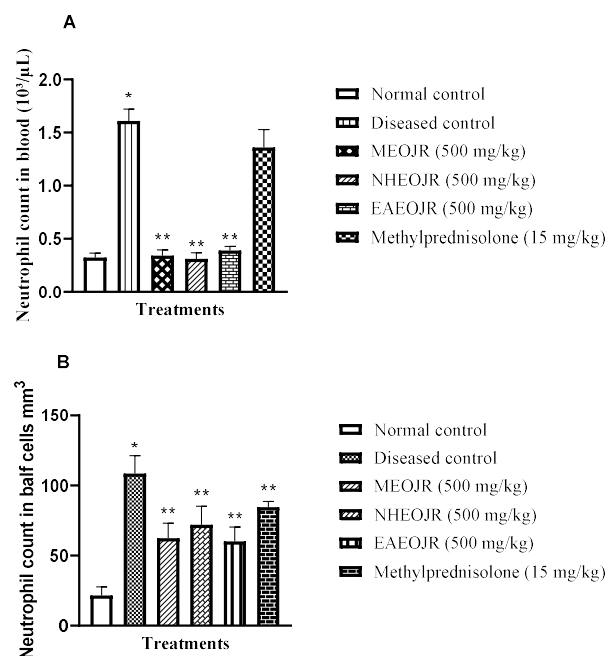 A
Neutrophil count in blood (10³/µL)
2.0
1.5
1.0
0.5
0.0
*
**
**
**
Treatments
Normal control
Diseased control
MEOJR (500 mg/kg)
NHEOJR (500 mg/kg)
EAEOJR (500 mg/kg)
Methylprednisolone (15 mg/kg)
B
Neutrophil count in balf cells mm³
150
100
50
0
*
**
**
**
**
Treatments
Normal control
Diseased control
MEOJR (500 mg/kg)
NHEOJR (500 mg/kg)
EAEOJR (500 mg/kg)
Methylprednisolone (15 mg/kg)